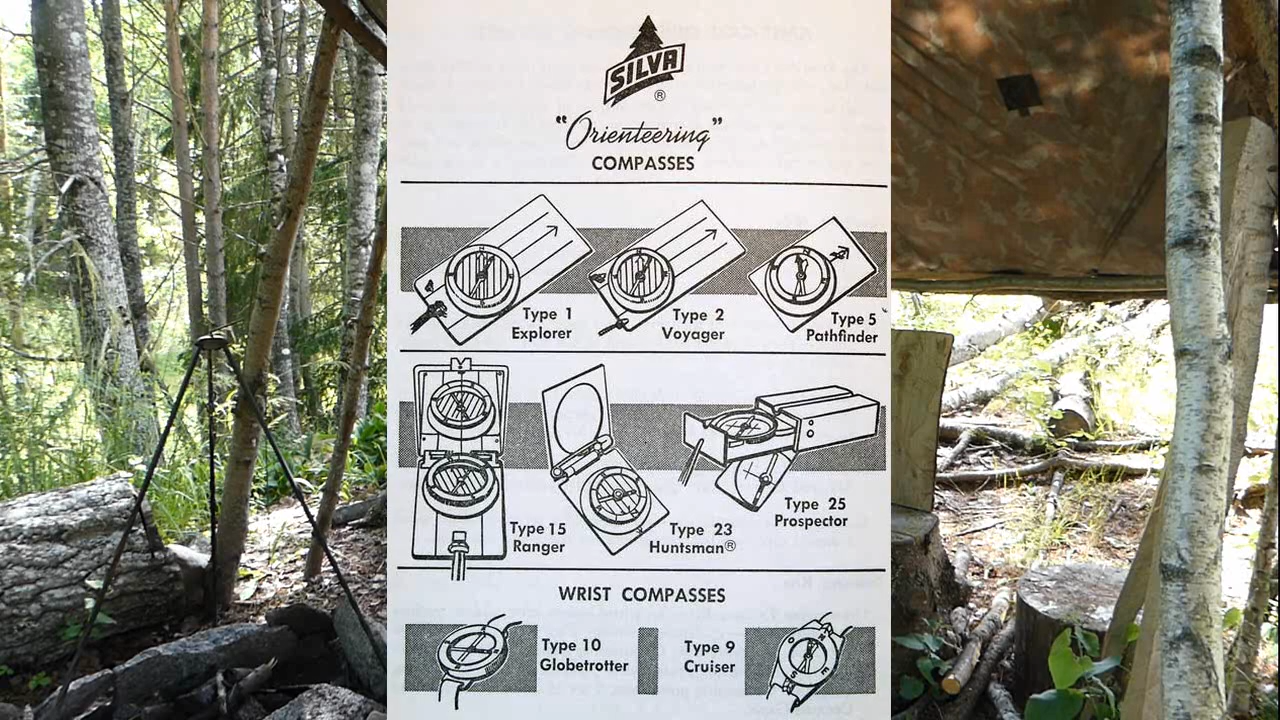 SILVA
®
"Orienteering"
COMPASSES
Type 1
Explorer
Type 2
Voyager
Type 5
Pathfinder
Type 15
Ranger
Type 23
Huntsman®
Type 25
Prospector
WRIST COMPASSES
Type 10
Globetrotter
Type 9
Cruiser